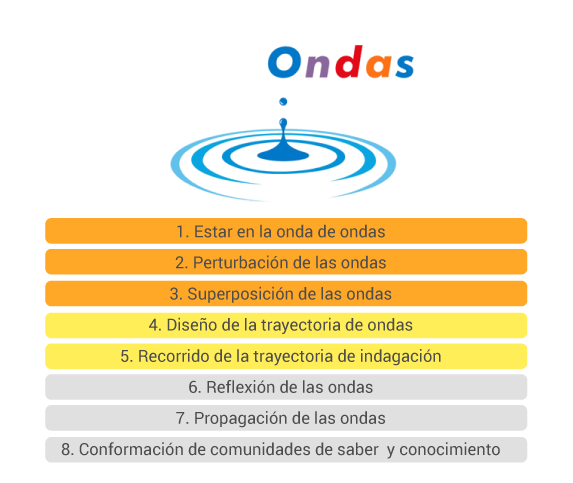 Ondas
1. Estar en la onda de ondas
2. Perturbación de las ondas
3. Superposición de las ondas
4. Diseño de la trayectoria de ondas
5. Recorrido de la trayectoria de indagación
6. Reflexión de las ondas
7. Propagación de las ondas
8. Conformación de comunidades de saber y conocimiento